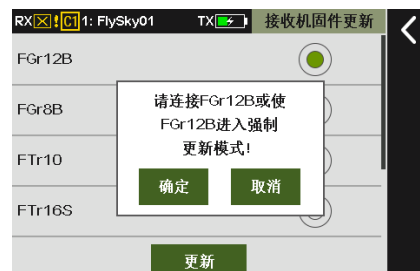 RX C1 1: FlySky01 TX 接收机固件更新
FGr12B
FGr8B
请连接FGr12B或使
FGr12B进入强制
更新模式!
FTr10
确定 取消
FTr16S
更新